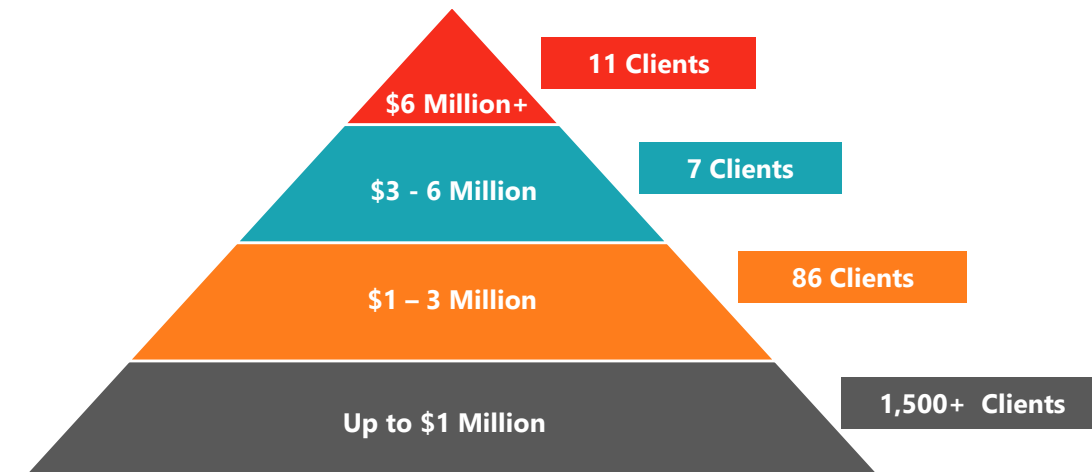 11 Clients
$6 Million+
7 Clients
$3 - 6 Million
86 Clients
$1 – 3 Million
1,500+  Clients
Up to $1 Million